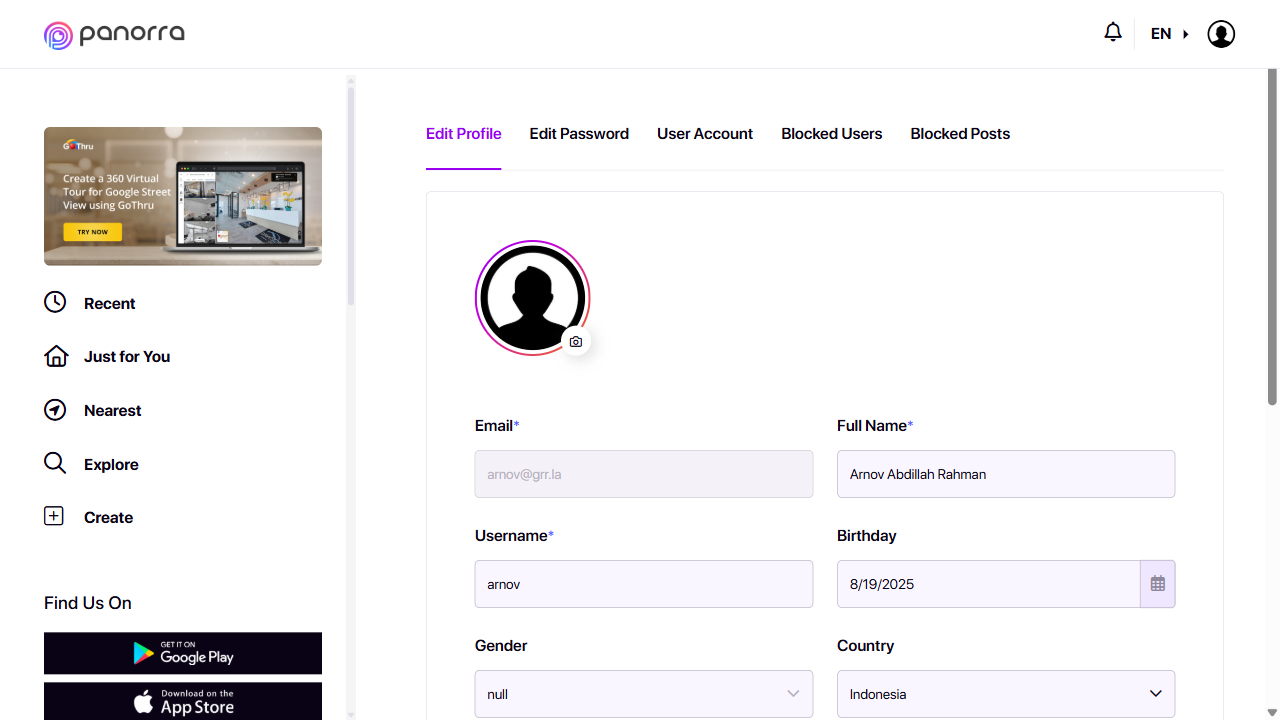 panorra
EN
GoThru
Create a 360 Virtual
Tour for Google Street
View using GoThru
TRY NOW
Recent
Just for You
Nearest
Explore
Create
Find Us On
GET IT ON
Google Play
Download on the
App Store
Edit Profile
Edit Password
User Account
Blocked Users
Blocked Posts
Email*
arnov@grr.la
Full Name*
Arnov Abdillah Rahman
Username*
arnov
Birthday
8/19/2025
Gender
null
Country
Indonesia